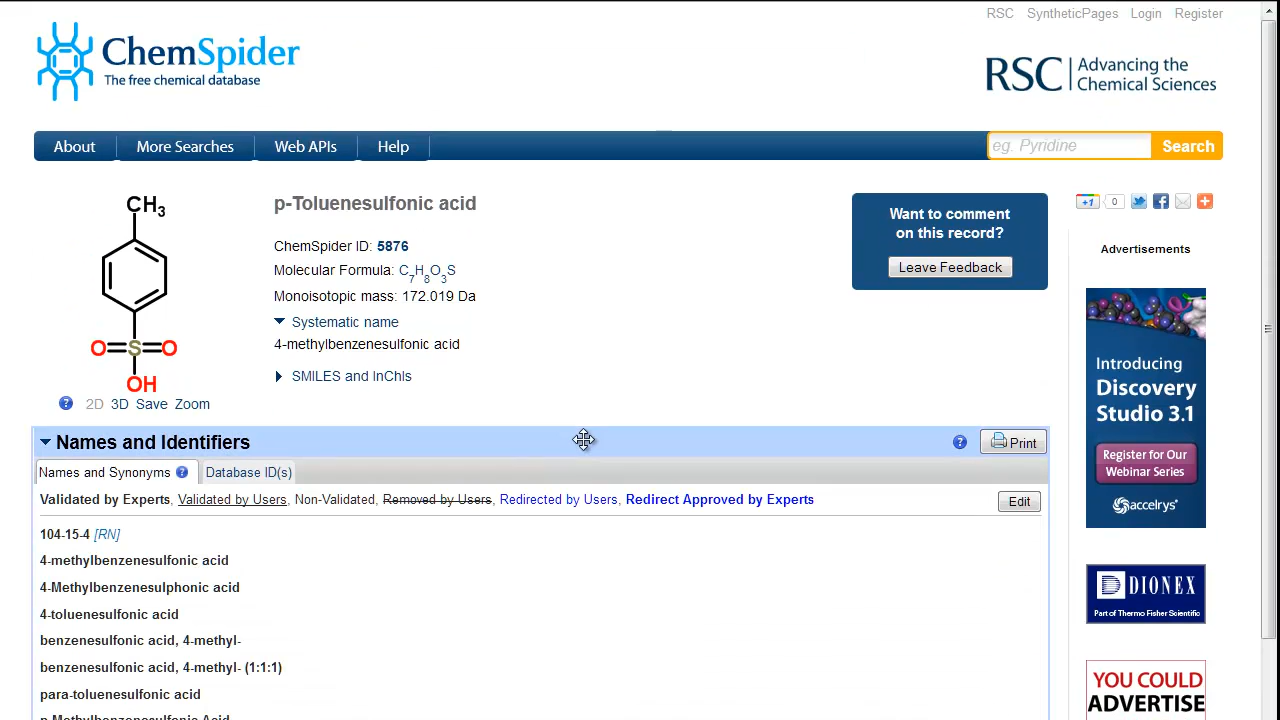 RSC SyntheticPages Login Register
ChemSpider
The free chemical database
RSC | Advancing the
Chemical Sciences
About More Searches Web APIs Help
eg. Pyridine Search
CH3
O=S=O
OH
2D 3D Save Zoom
p-Toluenesulfonic acid
ChemSpider ID: 5876
Molecular Formula: C7H8O3S
Monoisotopic mass: 172.019 Da
Systematic name
4-methylbenzenesulfonic acid
SMILES and InChIs
Want to comment
on this record?
Leave Feedback
+1 0
Names and Identifiers
? Print
Names and Synonyms ? Database ID(s)
Validated by Experts, Validated by Users, Non-Validated, Removed by Users, Redirected by Users, Redirect Approved by Experts
Edit
104-15-4 [RN]
4-methylbenzenesulfonic acid
4-Methylbenzenesulphonic acid
4-toluenesulfonic acid
benzenesulfonic acid, 4-methyl-
benzenesulfonic acid, 4-methyl- (1:1:1)
para-toluenesulfonic acid
p-Methylbenzenesulfonic Acid
Advertisements
Introducing
Discovery
Studio 3.1
Register for Our
Webinar Series
accelrys
DIONEX
Part of Thermo Fisher Scientific
YOU COULD
ADVERTISE